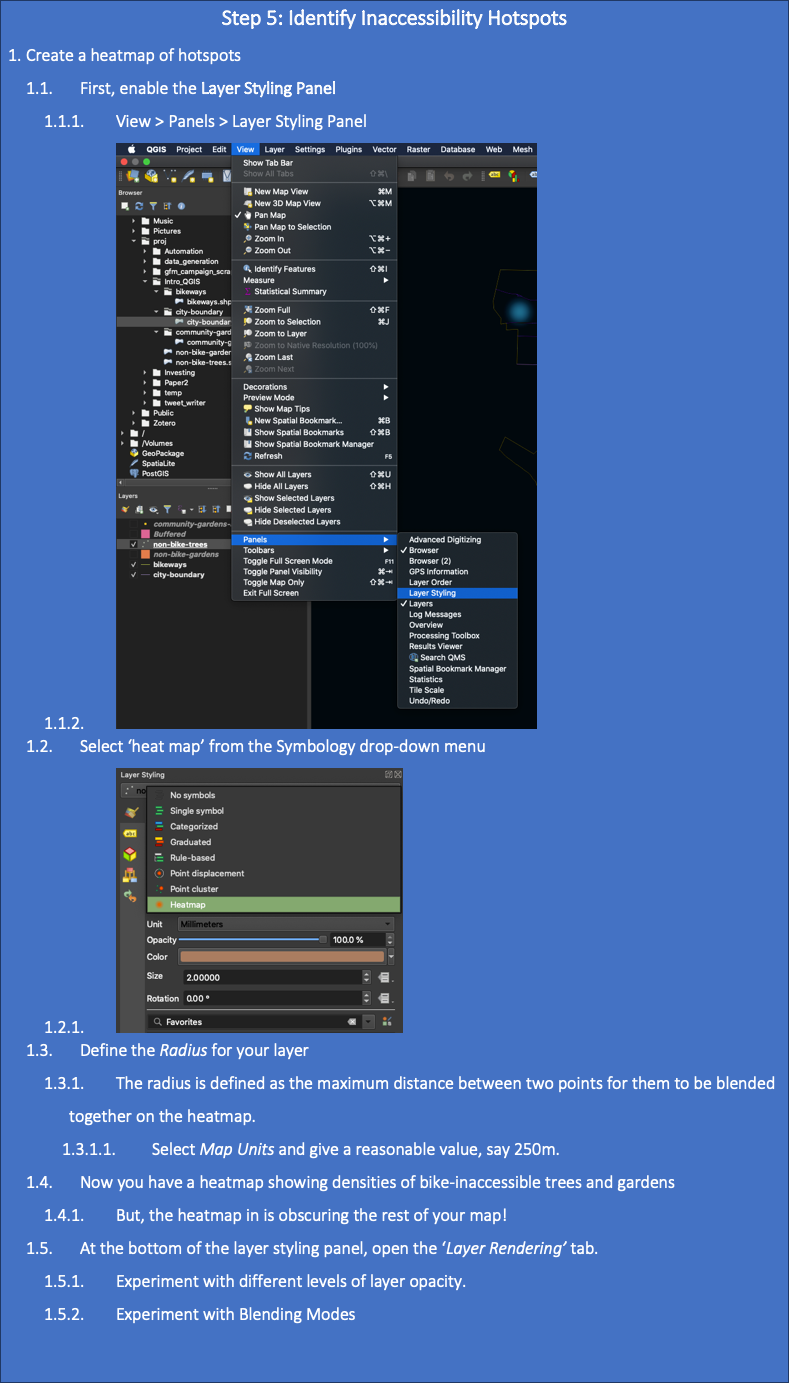 Step 5: Identify Inaccessibility Hotspots
1. Create a heatmap of hotspots
1.1. First, enable the Layer Styling Panel
1.1.1. View > Panels > Layer Styling Panel
QGIS Project Edit View Layer Settings Plugins Vector Raster Database Web Mesh
Show Tab Bar
Show All Tabs ⇧⌘\
New Map View ⌘M
New 3D Map View ⌥⌘M
✓ Pan Map
Pan Map to Selection
Zoom In ⌥⌘+
Zoom Out ⌥⌘-
Identify Features ⇧⌘I
Measure
Statistical Summary
Zoom Full ⇧⌘F
Zoom to Selection ⌘J
Zoom to Layer
Zoom to Native Resolution (100%)
Zoom Last
Zoom Next
Decorations
Preview Mode
Show Map Tips
New Spatial Bookmark... ⌘B
Show Spatial Bookmarks ⇧⌘B
Show Spatial Bookmark Manager
Refresh F5
Show All Layers ⇧⌘U
Hide All Layers ⇧⌘H
Show Selected Layers
Hide Selected Layers
Hide Deselected Layers
Panels
Toolbars
Toggle Full Screen Mode F11
Toggle Panel Visibility ⌘⇥
Toggle Map Only ⇧⌘⇥
Exit Full Screen
Browser
Music
Pictures
proj
Automation
data_generation
gfm_campaign_scra
Intro_QGIS
bikeways
bikeways.shp
city-boundary
city-boundar
community-gard
community-g
non-bike-garder
non-bike-trees.s
Investing
Paper2
temp
tweet_writer
Public
Zotero
/
/Volumes
GeoPackage
SpatiaLite
PostGIS
Layers
community-gardens-
Buffered
✓ non-bike-trees
non-bike-gardens
✓ bikeways
✓ city-boundary
Advanced Digitizing
✓ Browser
Browser (2)
GPS Information
Layer Order
Layer Styling
✓ Layers
Log Messages
Overview
Processing Toolbox
Results Viewer
Search QMS
Spatial Bookmark Manager
Statistics
Tile Scale
Undo/Redo
1.1.2.
1.2. Select ‘heat map’ from the Symbology drop-down menu
Layer Styling
no
No symbols
Single symbol
Categorized
Graduated
Rule-based
Point displacement
Point cluster
Heatmap
Unit Millimeters
Opacity 100.0 %
Color
Size 2.00000
Rotation 0.00 °
Favorites
1.2.1.
1.3. Define the Radius for your layer
1.3.1. The radius is defined as the maximum distance between two points for them to be blended
together on the heatmap.
1.3.1.1. Select Map Units and give a reasonable value, say 250m.
1.4. Now you have a heatmap showing densities of bike-inaccessible trees and gardens
1.4.1. But, the heatmap in is obscuring the rest of your map!
1.5. At the bottom of the layer styling panel, open the ‘Layer Rendering’ tab.
1.5.1. Experiment with different levels of layer opacity.
1.5.2. Experiment with Blending Modes